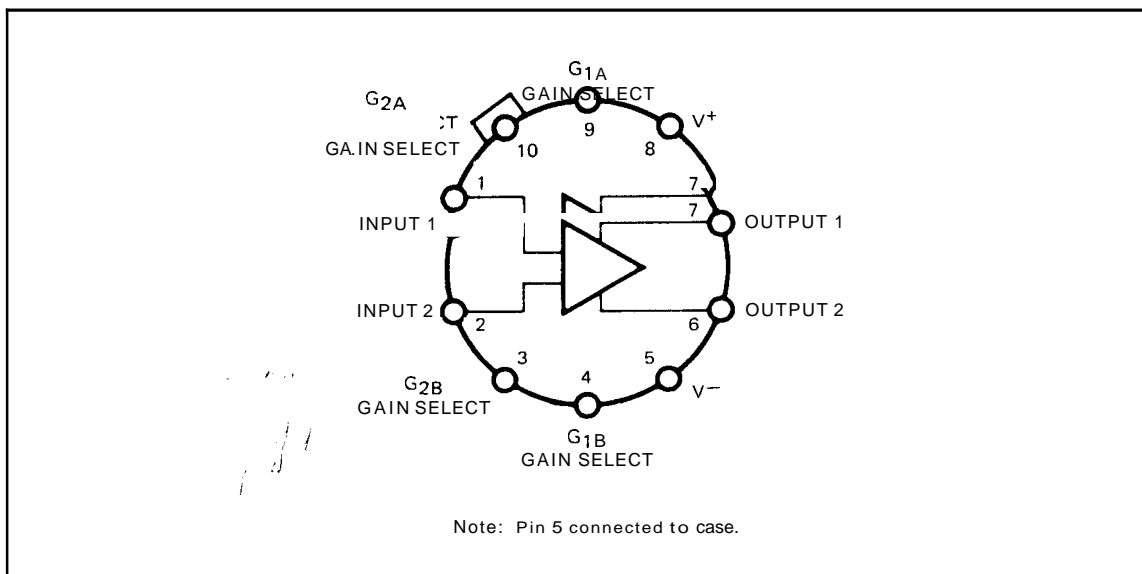 G1A
GAIN SELECT
G2A
CT
GA.IN SELECT
10
9
8
V+
1
7
INPUT 1
7
OUTPUT 1
INPUT 2
2
6
OUTPUT 2
3
4
5
V−
G2B
GAIN SELECT
G1B
GAIN SELECT
Note: Pin 5 connected to case.